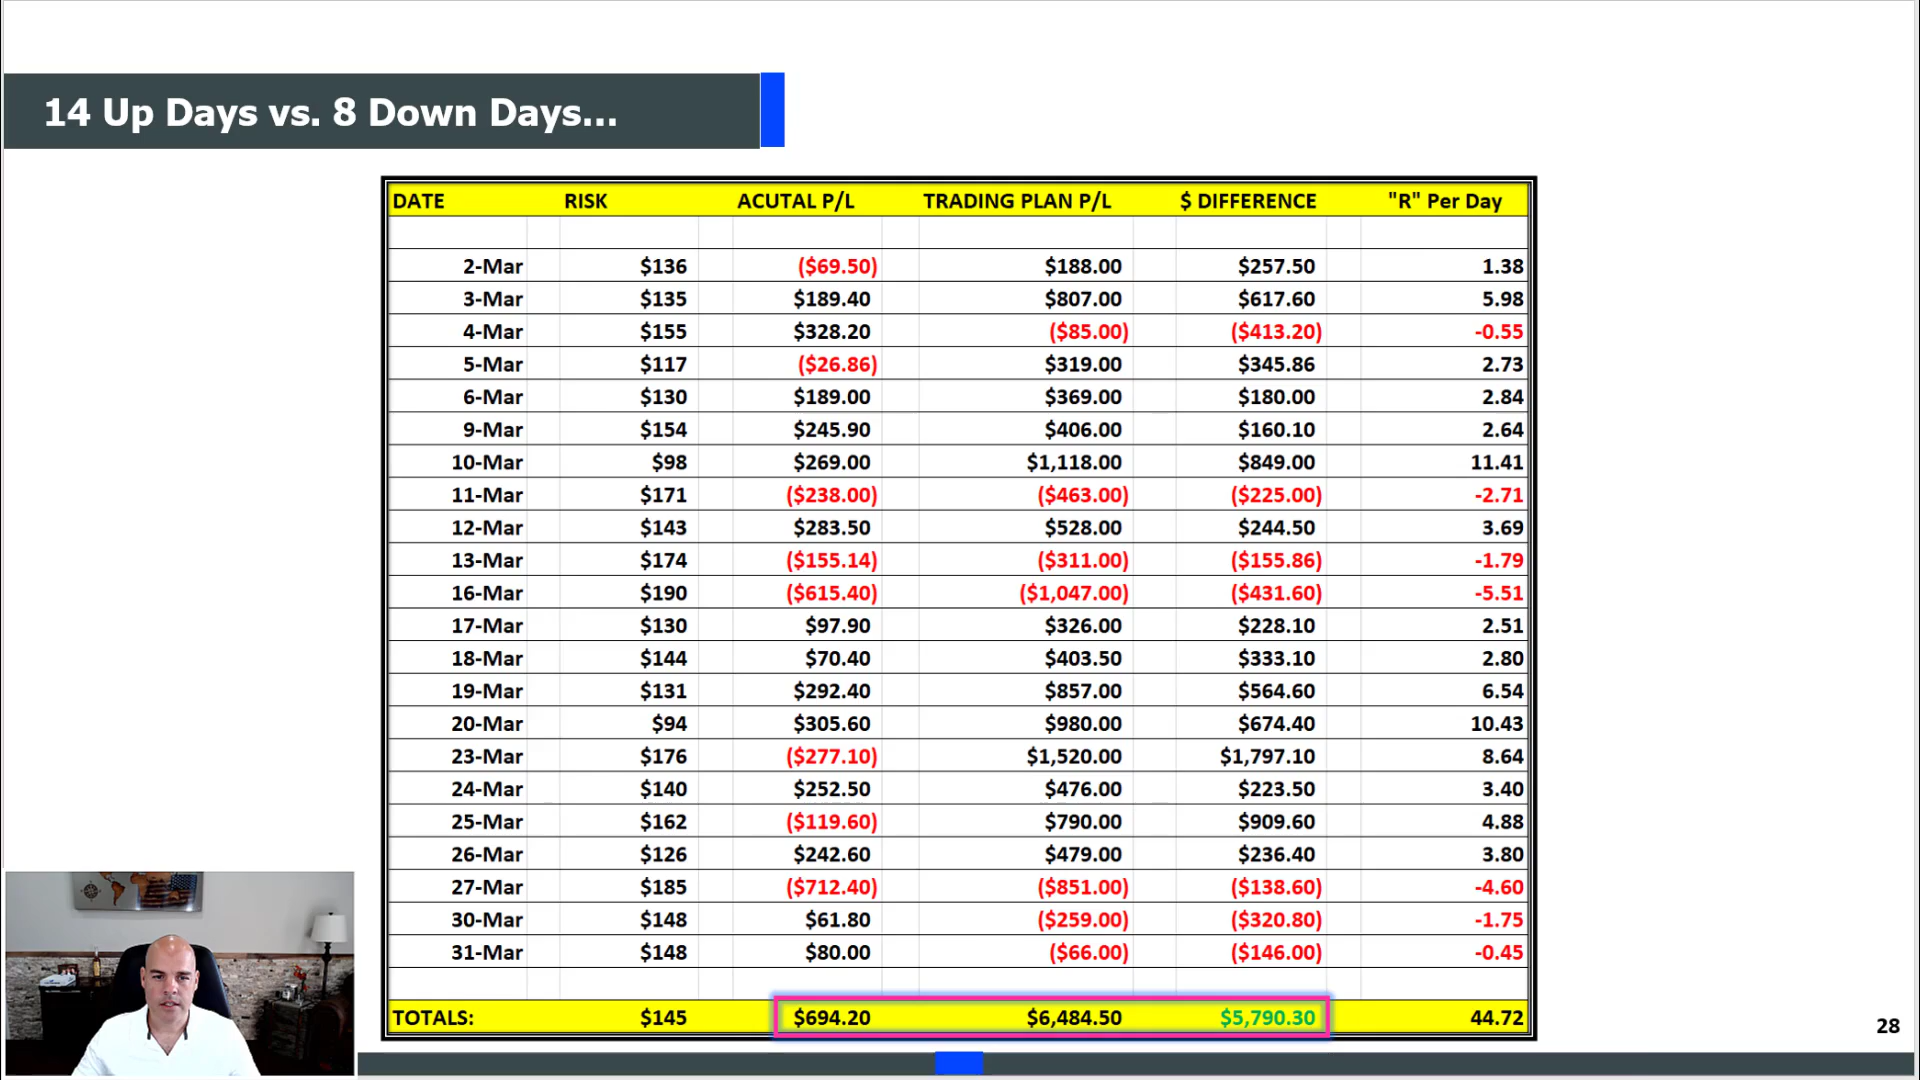 14 Up Days vs. 8 Down Days...
DATE RISK ACUTAL P/L TRADING PLAN P/L $ DIFFERENCE "R" Per Day
2-Mar $136 ($69.50) $188.00 $257.50 1.38
3-Mar $135 $189.40 $807.00 $617.60 5.98
4-Mar $155 $328.20 ($85.00) ($413.20) -0.55
5-Mar $117 ($26.86) $319.00 $345.86 2.73
6-Mar $130 $189.00 $369.00 $180.00 2.84
9-Mar $154 $245.90 $406.00 $160.10 2.64
10-Mar $98 $269.00 $1,118.00 $849.00 11.41
11-Mar $171 ($238.00) ($463.00) ($225.00) -2.71
12-Mar $143 $283.50 $528.00 $244.50 3.69
13-Mar $174 ($155.14) ($311.00) ($155.86) -1.79
16-Mar $190 ($615.40) ($1,047.00) ($431.60) -5.51
17-Mar $130 $97.90 $326.00 $228.10 2.51
18-Mar $144 $70.40 $403.50 $333.10 2.80
19-Mar $131 $292.40 $857.00 $564.60 6.54
20-Mar $94 $305.60 $980.00 $674.40 10.43
23-Mar $176 ($277.10) $1,520.00 $1,797.10 8.64
24-Mar $140 $252.50 $476.00 $223.50 3.40
25-Mar $162 ($119.60) $790.00 $909.60 4.88
26-Mar $126 $242.60 $479.00 $236.40 3.80
27-Mar $185 ($712.40) ($851.00) ($138.60) -4.60
30-Mar $148 $61.80 ($259.00) ($320.80) -1.75
31-Mar $148 $80.00 ($66.00) ($146.00) -0.45
TOTALS: $145 $694.20 $6,484.50 $5,790.30 44.72
28